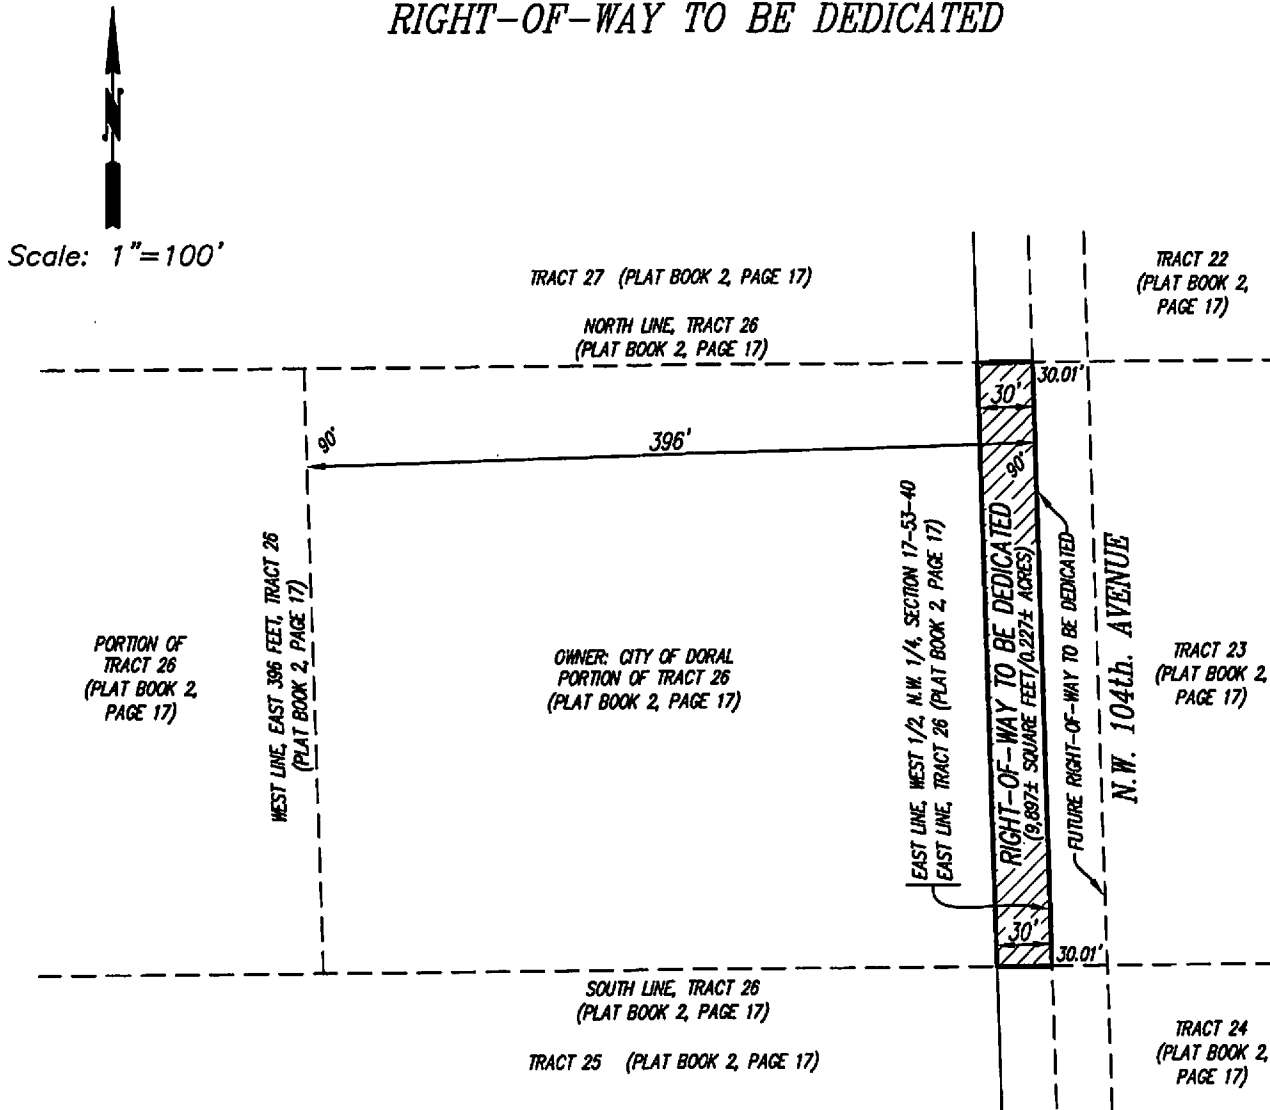 RIGHT-OF-WAY TO BE DEDICATED
N
Scale: 1"=100'
TRACT 27 (PLAT BOOK 2, PAGE 17)
TRACT 22
(PLAT BOOK 2,
PAGE 17)
NORTH LINE, TRACT 26
(PLAT BOOK 2, PAGE 17)
30.01'
30'
90°
396'
90°
WEST LINE, EAST 396 FEET, TRACT 26
(PLAT BOOK 2, PAGE 17)
PORTION OF
TRACT 26
(PLAT BOOK 2,
PAGE 17)
OWNER: CITY OF DORAL
PORTION OF TRACT 26
(PLAT BOOK 2, PAGE 17)
EAST LINE, WEST 1/2, N.W. 1/4, SECTION 17-53-40
EAST LINE, TRACT 26 (PLAT BOOK 2, PAGE 17)
RIGHT-OF-WAY TO BE DEDICATED
(9,897± SQUARE FEET/0.227± ACRES)
FUTURE RIGHT-OF-WAY TO BE DEDICATED
N.W. 104th. AVENUE
TRACT 23
(PLAT BOOK 2,
PAGE 17)
30'
30.01'
SOUTH LINE, TRACT 26
(PLAT BOOK 2, PAGE 17)
TRACT 25 (PLAT BOOK 2, PAGE 17)
TRACT 24
(PLAT BOOK 2,
PAGE 17)